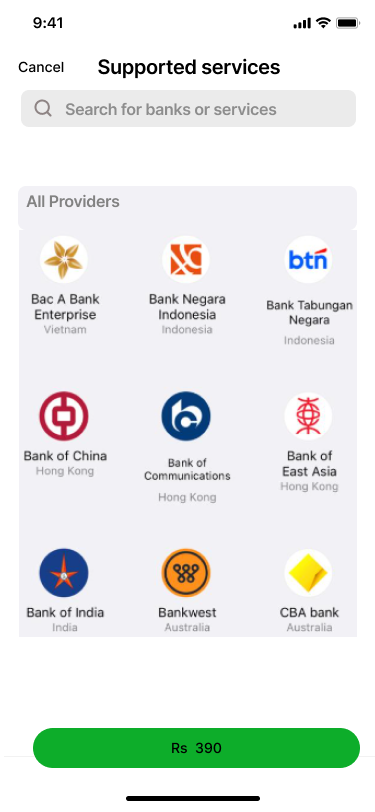 9:41
Cancel
Supported services
Search for banks or services
All Providers
btn
Bac A Bank
Enterprise
Vietnam
Bank Negara
Indonesia
Indonesia
Bank Tabungan
Negara
Indonesia
Bank of China
Hong Kong
Bank of
Communications
Hong Kong
Bank of
East Asia
Hong Kong
Bank of India
India
Bankwest
Australia
CBA bank
Australia
Rs 390